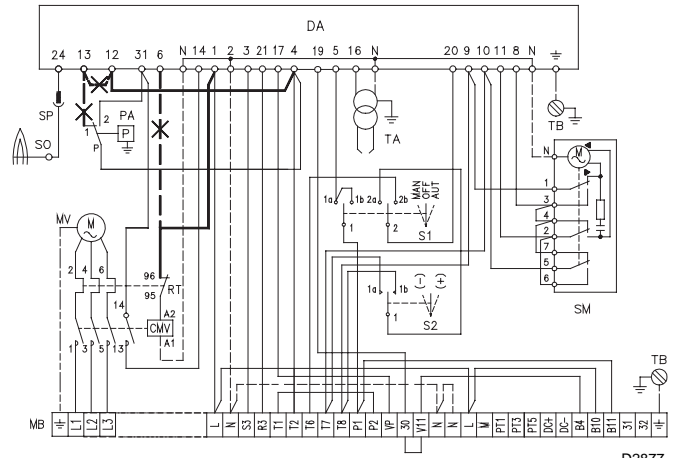 DA
24 13 12 31 6 N 14 1 2 3 21 17 4 19 5 16 N 20 9 10 11 8 N
SP
SO
1 2
PA
P
P
TA
TB
N
M
1
3
4
2
7
5
6
SM
MAN
OFF
AUT
1a 1b 2a 2b
1 2
S1
1a 1b
(-) (+)
1
S2
MV
M
2 4 6
96
95
RT
14
A2
CMV
A1
1 3 5 13
TB
MB L1 L2 L3 L N S3 R3 T1 T2 T6 T7 T8 P1 P2 VP 30 V11 N N L M PT1 PT3 PT5 DC+ DC- B4 B10 B11 31 32
D2877